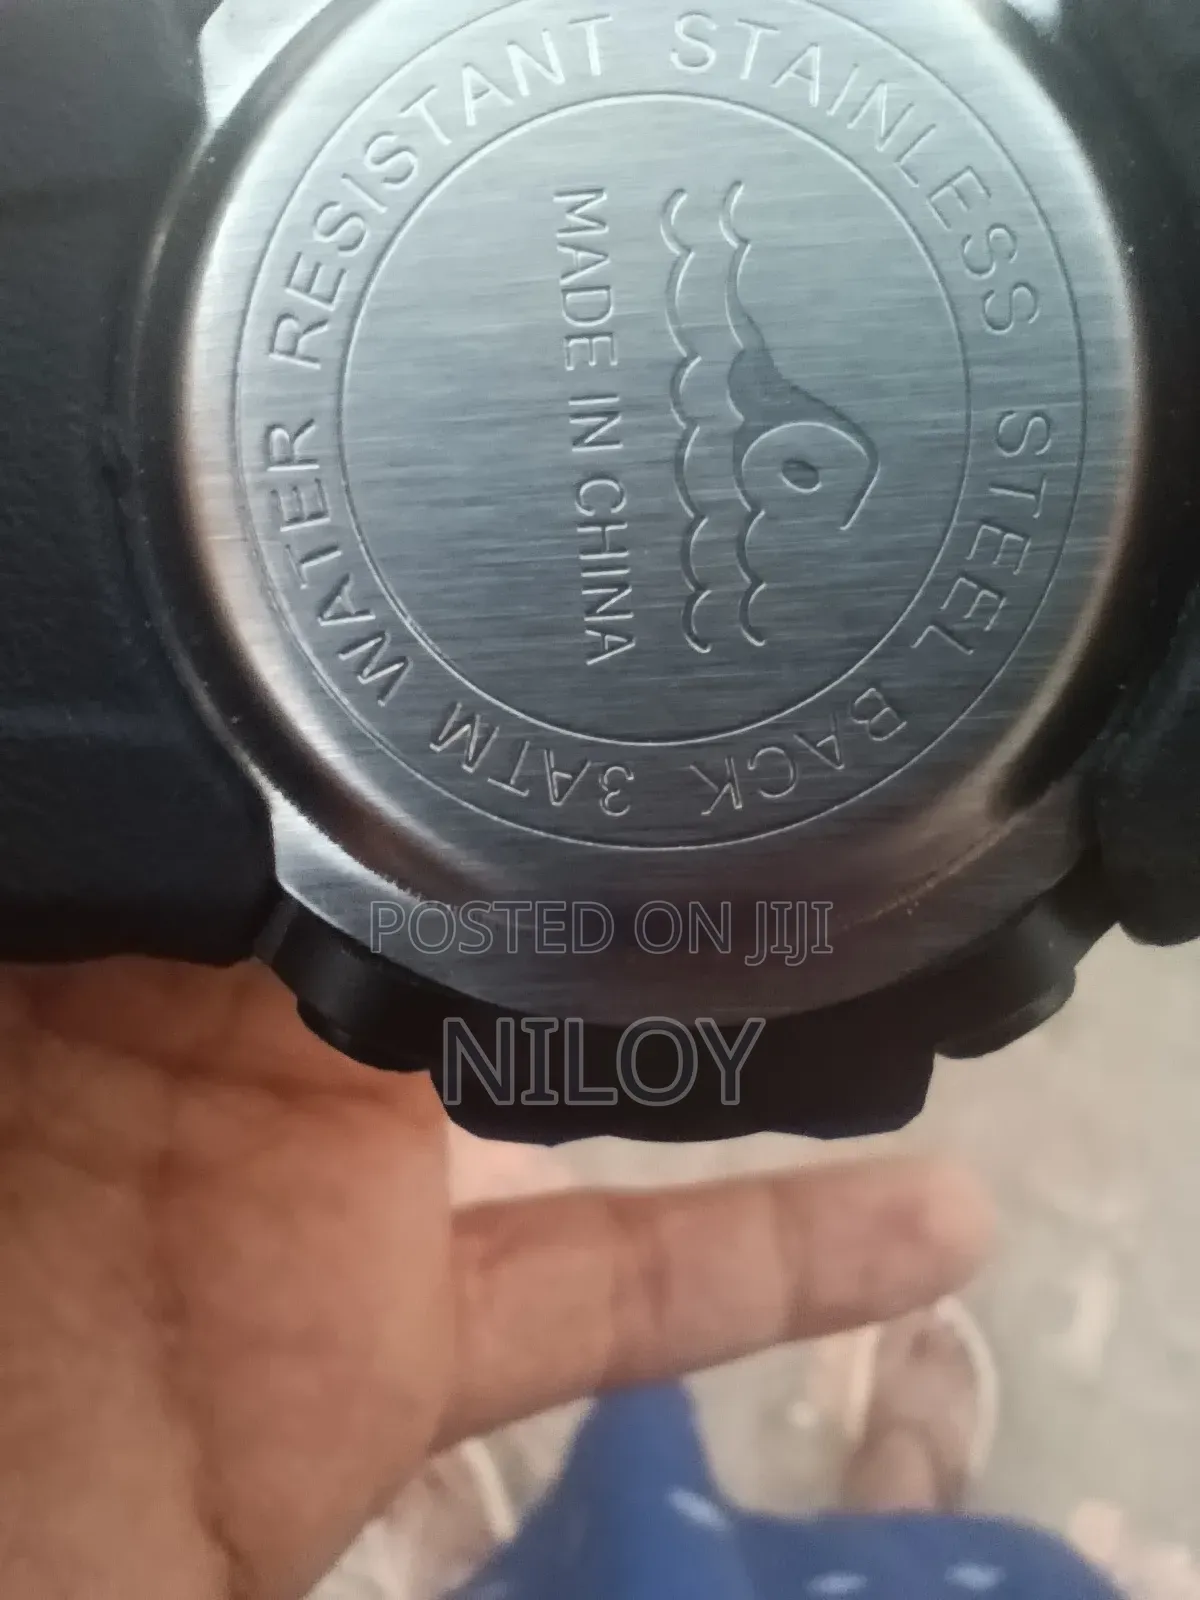 3ATM WATER RESISTANT STAINLESS STEEL BACK
MADE IN CHINA
POSTED ON JIJI
NILOY